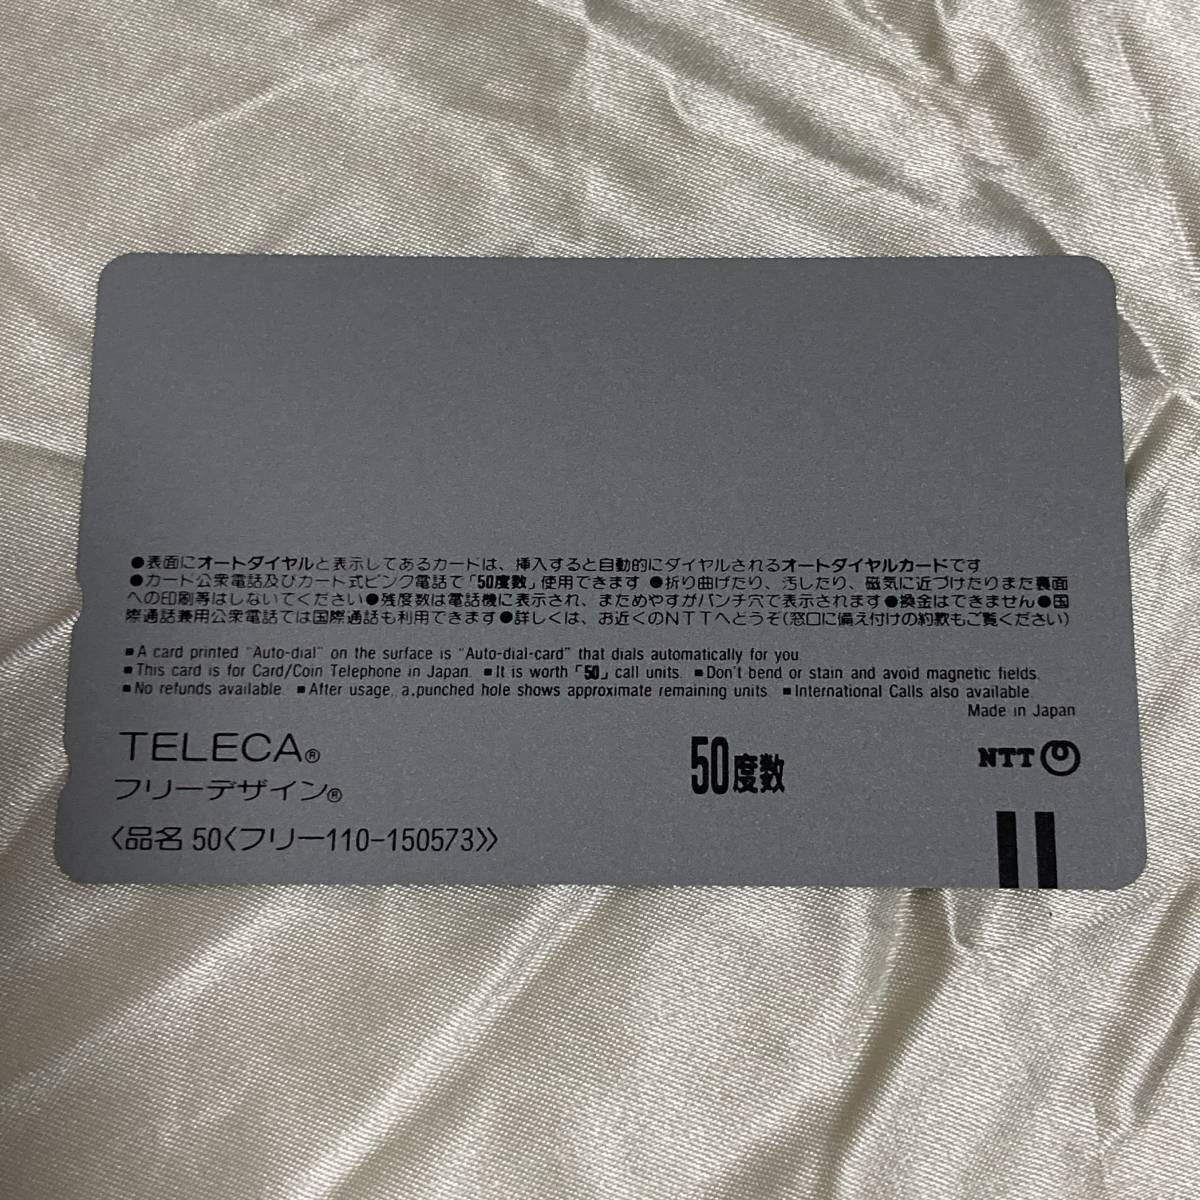 ●表面にオートダイヤルと表示してあるカードは、挿入すると自動的にダイヤルされるオートダイヤルカードです
●カード公衆電話及びカード式ピンク電話で「50度数」使用できます ●折り曲げたり、汚したり、磁気に近づけたりまた裏面
への印刷等はしないでください●残度数は電話機に表示され、まためやすがパンチ穴で表示されます●換金はできません●国
際通話兼用公衆電話では国際通話も利用できます●詳しくは、お近くのNTTへどうぞ(窓口に備え付けの約款もご覧ください)
■A card printed "Auto-dial" on the surface is "Auto-dial-card" that dials automatically for you.
■This card is for Card/Coin Telephone in Japan. ■It is worth「50」call units. ■Don't bend or stain and avoid magnetic fields.
■No refunds available. ■After usage, a punched hole shows approximate remaining units. ■International Calls also available.
Made in Japan
TELECA®
フリーデザイン®
50度数
NTT
〈品名 50〈フリー110-150573〉〉